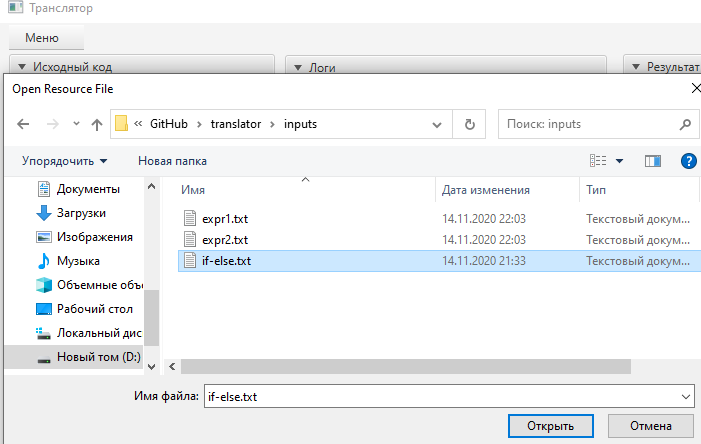 Транслятор
Меню
Исходный код
Логи
Результат
Open Resource File
« GitHub › translator › inputs
Поиск: inputs
Упорядочить
Новая папка
Имя
Дата изменения
Тип
Документы
Загрузки
Изображения
Музыка
Объемные объе
Рабочий стол
Локальный дис
Новый том (D:)
expr1.txt 14.11.2020 22:03 Текстовый докум...
expr2.txt 14.11.2020 22:03 Текстовый докум...
if-else.txt 14.11.2020 21:33 Текстовый докум...
Имя файла: if-else.txt
Открыть
Отмена